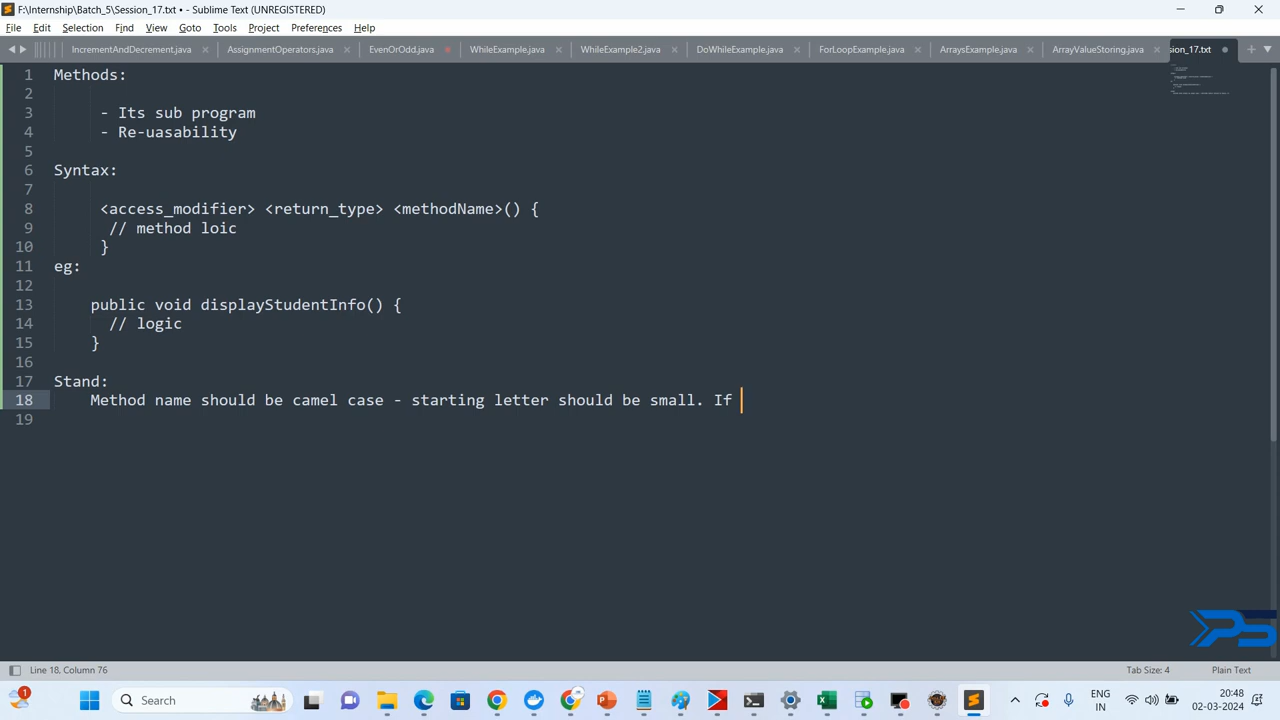 F:\Internship\Batch_5\Session_17.txt • - Sublime Text (UNREGISTERED)
File Edit Selection Find View Goto Tools Project Preferences Help
IncrementAndDecrement.java AssignmentOperators.java EvenOrOdd.java WhileExample.java WhileExample2.java DoWhileExample.java ForLoopExample.java ArraysExample.java ArrayValueStoring.java sion_17.txt
1 Methods:
2
3 - Its sub program
4 - Re-uasability
5
6 Syntax:
7
8 <access_modifier> <return_type> <methodName>() {
9 // method loic
10 }
11 eg:
12
13 public void displayStudentInfo() {
14 // logic
15 }
16
17 Stand:
18 Method name should be camel case - starting letter should be small. If
19
PS
Line 18, Column 76 Tab Size: 4 Plain Text
1 Search ENG 20:48
IN 02-03-2024